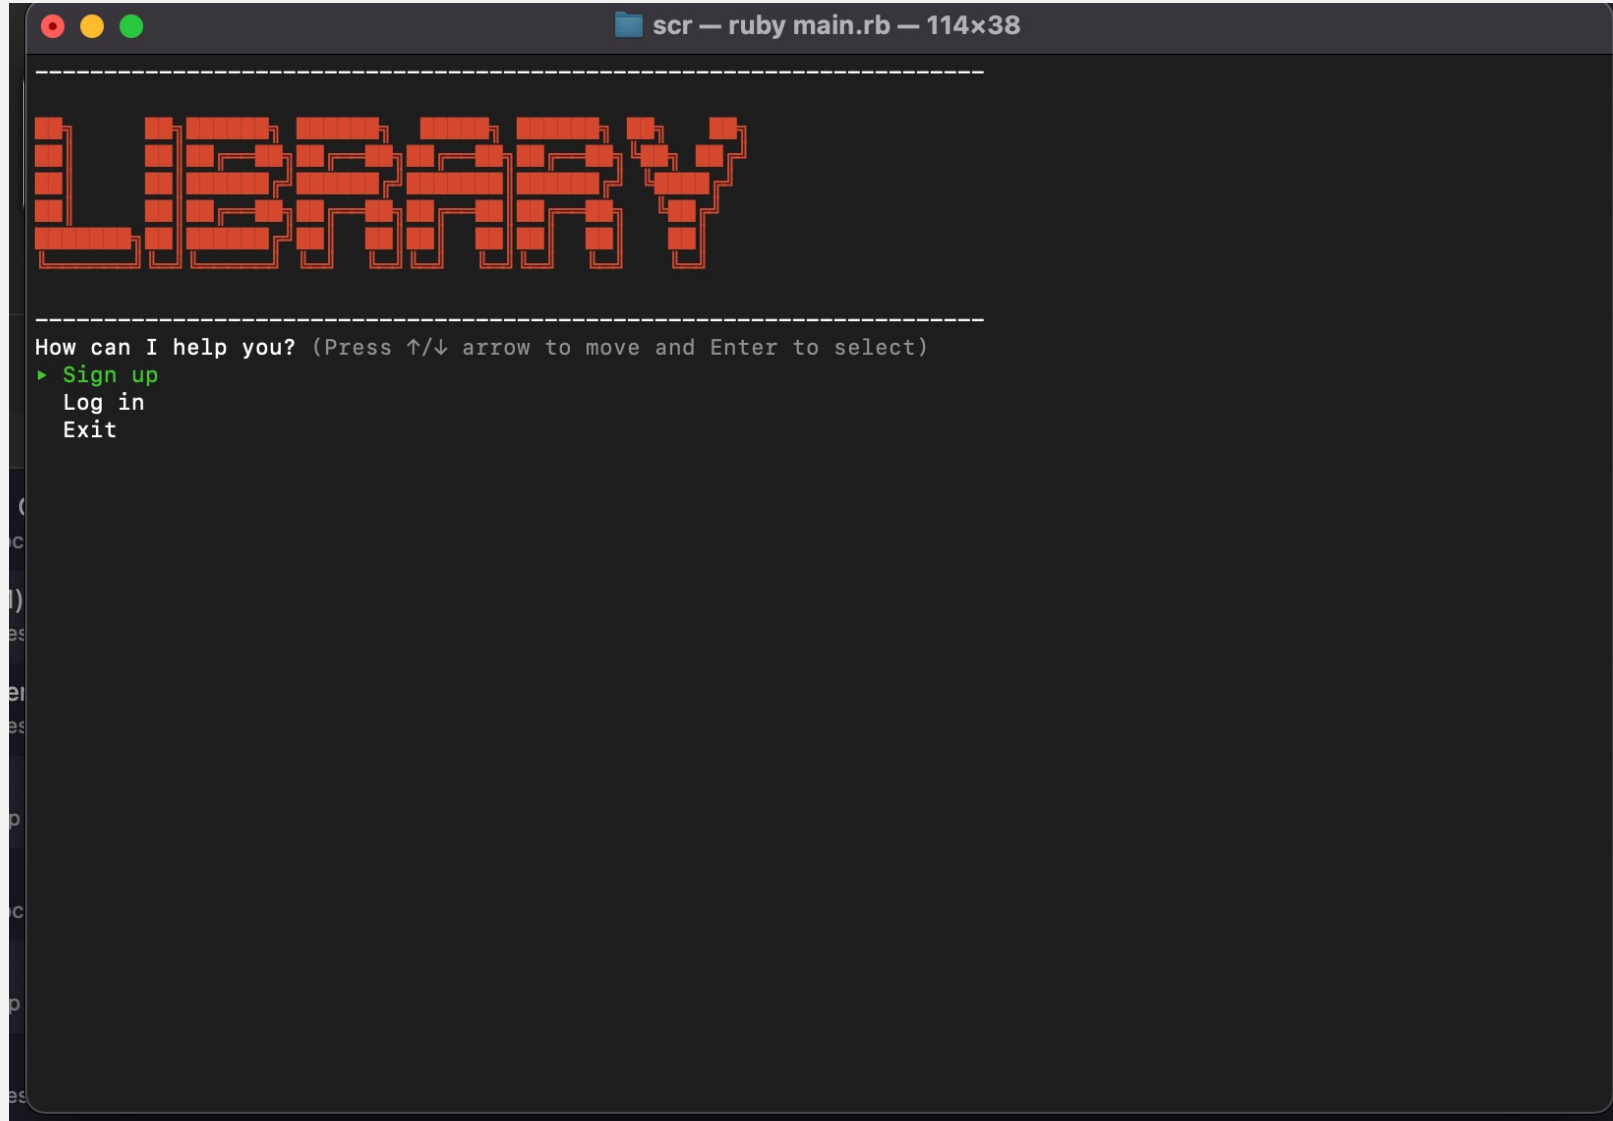 scr — ruby main.rb — 114×38
LIBRARY
How can I help you? (Press ↑/↓ arrow to move and Enter to select)
‣ Sign up
Log in
Exit